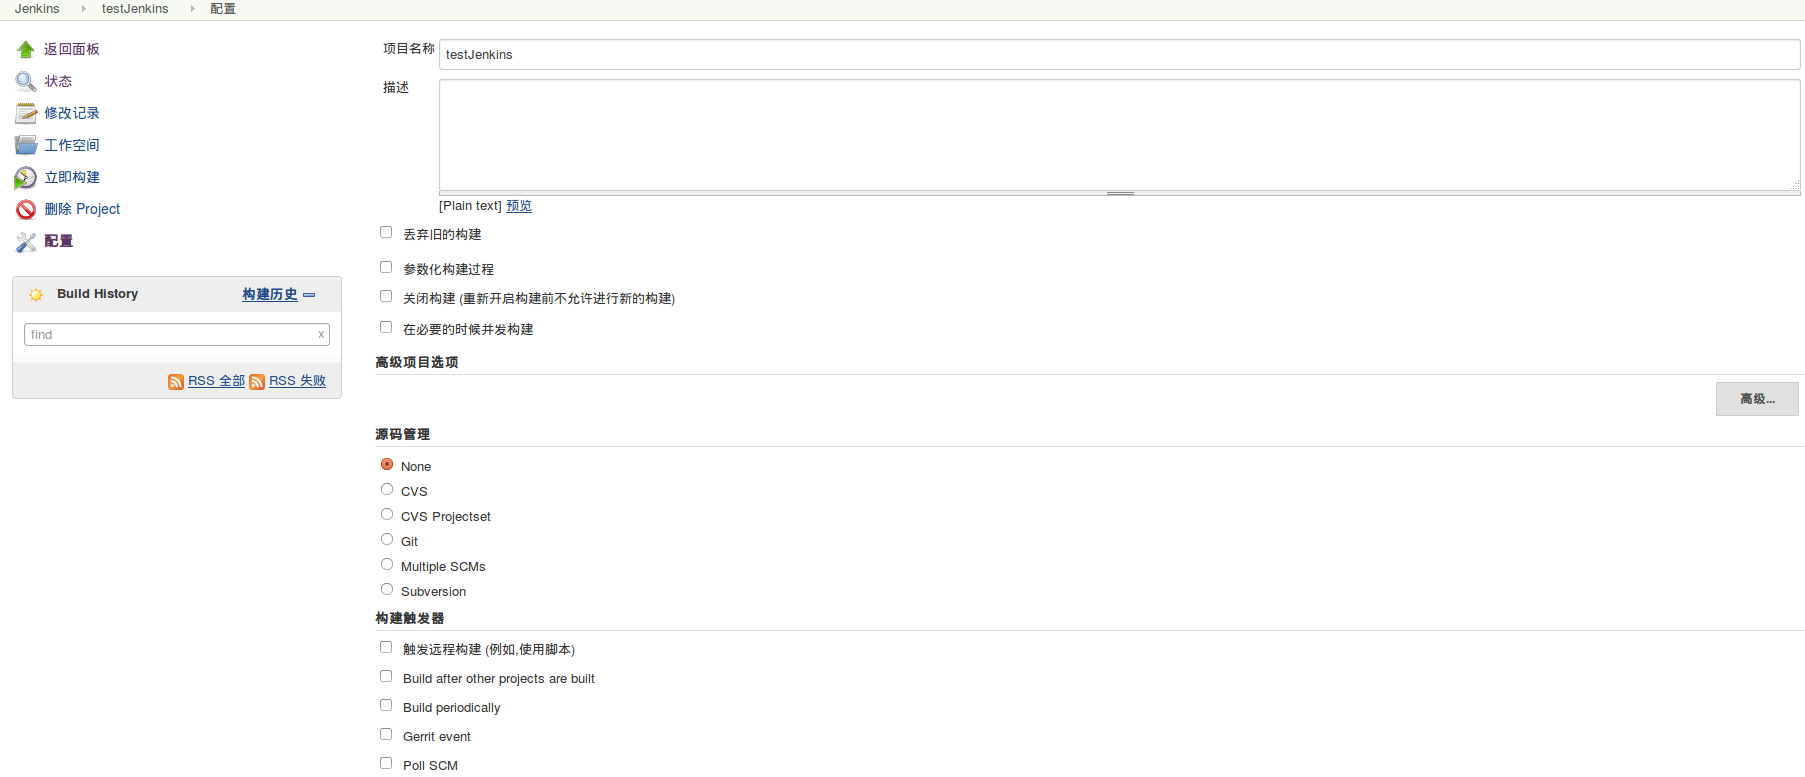 Jenkins testJenkins 配置
返回面板
状态
修改记录
工作空间
立即构建
删除 Project
配置
Build History 构建历史
find x
RSS 全部 RSS 失败
项目名称 testJenkins
描述
[Plain text] 预览
丢弃旧的构建
参数化构建过程
关闭构建 (重新开启构建前不允许进行新的构建)
在必要的时候并发构建
高级项目选项
高级...
源码管理
None
CVS
CVS Projectset
Git
Multiple SCMs
Subversion
构建触发器
触发远程构建 (例如,使用脚本)
Build after other projects are built
Build periodically
Gerrit event
Poll SCM